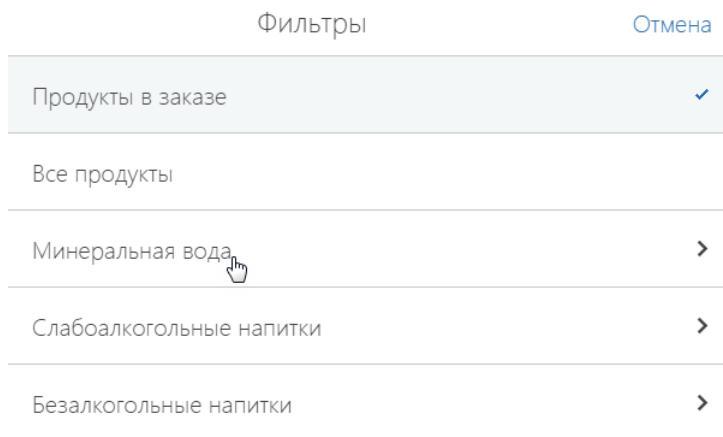 Фильтры Отмена
Продукты в заказе
Все продукты
Минеральная вода
Слабоалкогольные напитки
Безалкогольные напитки